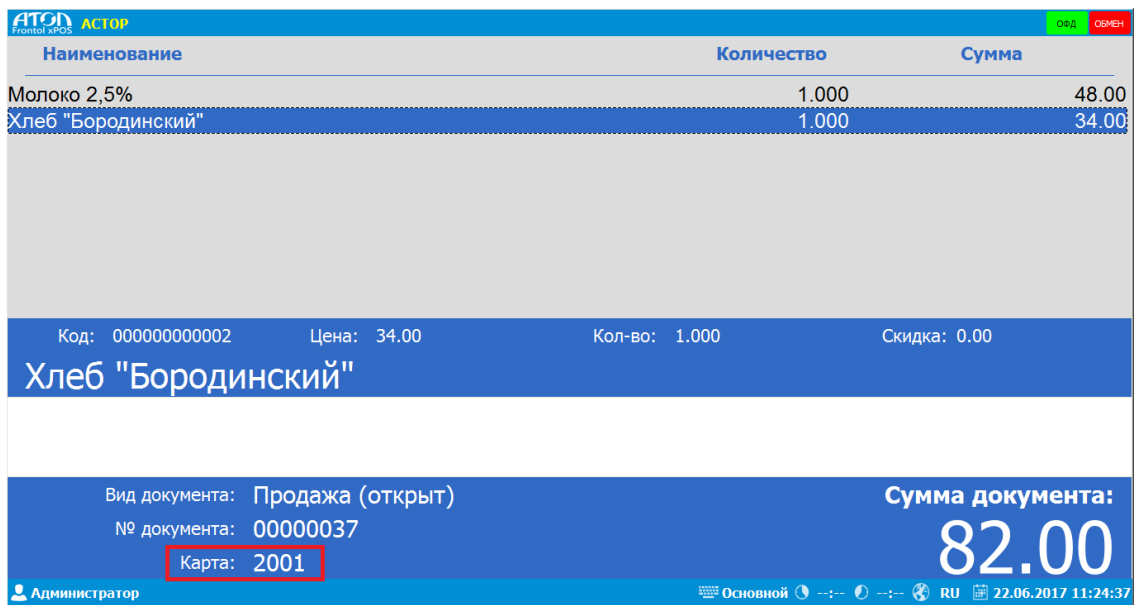 АТОЛ АСТОР ОФД ОБМЕН
Frontol xPOS
Наименование Количество Сумма
Молоко 2,5% 1.000 48.00
Хлеб "Бородинский" 1.000 34.00
Код: 000000000002 Цена: 34.00 Кол-во: 1.000 Скидка: 0.00
Хлеб "Бородинский"
Вид документа: Продажа (открыт) Сумма документа:
№ документа: 00000037 82.00
Карта: 2001
Администратор Основной --:-- --:-- RU 22.06.2017 11:24:37